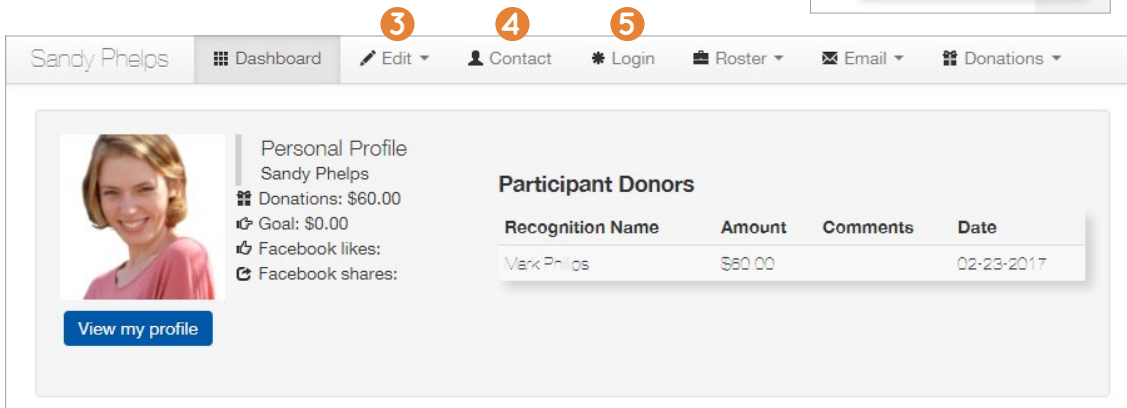 3 4 5
Sandy Phelps Dashboard Edit Contact Login Roster Email Donations
Personal Profile
Sandy Phelps
Donations: $60.00
Goal: $0.00
Facebook likes:
Facebook shares:
View my profile
Participant Donors
Recognition Name Amount Comments Date
Mark Philips $60.00 02-23-2017